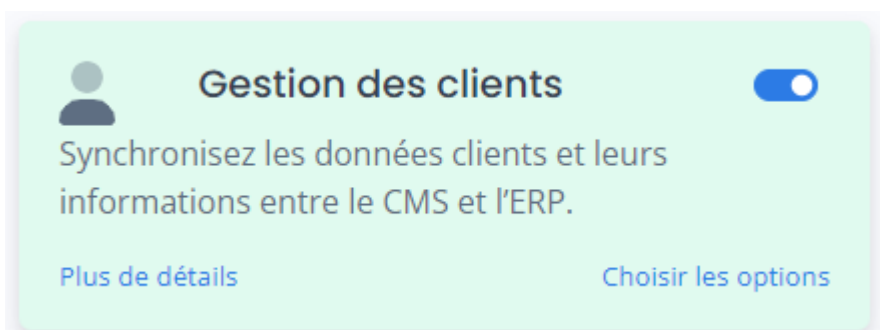 Gestion des clients
Synchronisez les données clients et leurs
informations entre le CMS et l’ERP.
Plus de détails
Choisir les options